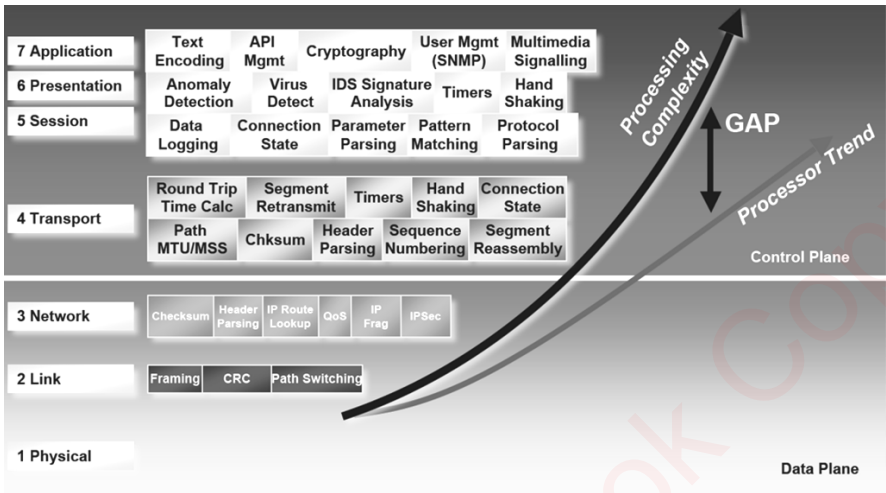 7 Application
Text
Encoding
API
Mgmt
Cryptography
User Mgmt
(SNMP)
Multimedia
Signalling
6 Presentation
Anomaly
Detection
Virus
Detect
IDS Signature
Analysis
Timers
Hand
Shaking
5 Session
Data
Logging
Connection
State
Parameter
Parsing
Pattern
Matching
Protocol
Parsing
Processing
Complexity
GAP
Processor Trend
4 Transport
Round Trip
Time Calc
Segment
Retransmit
Timers
Hand
Shaking
Connection
State
Path
MTU/MSS
Chksum
Header
Parsing
Sequence
Numbering
Segment
Reassembly
Control Plane
3 Network
Checksum
Header
Parsing
IP Route
Lookup
QoS
IP
Frag
IPSec
2 Link
Framing
CRC
Path Switching
1 Physical
Data Plane